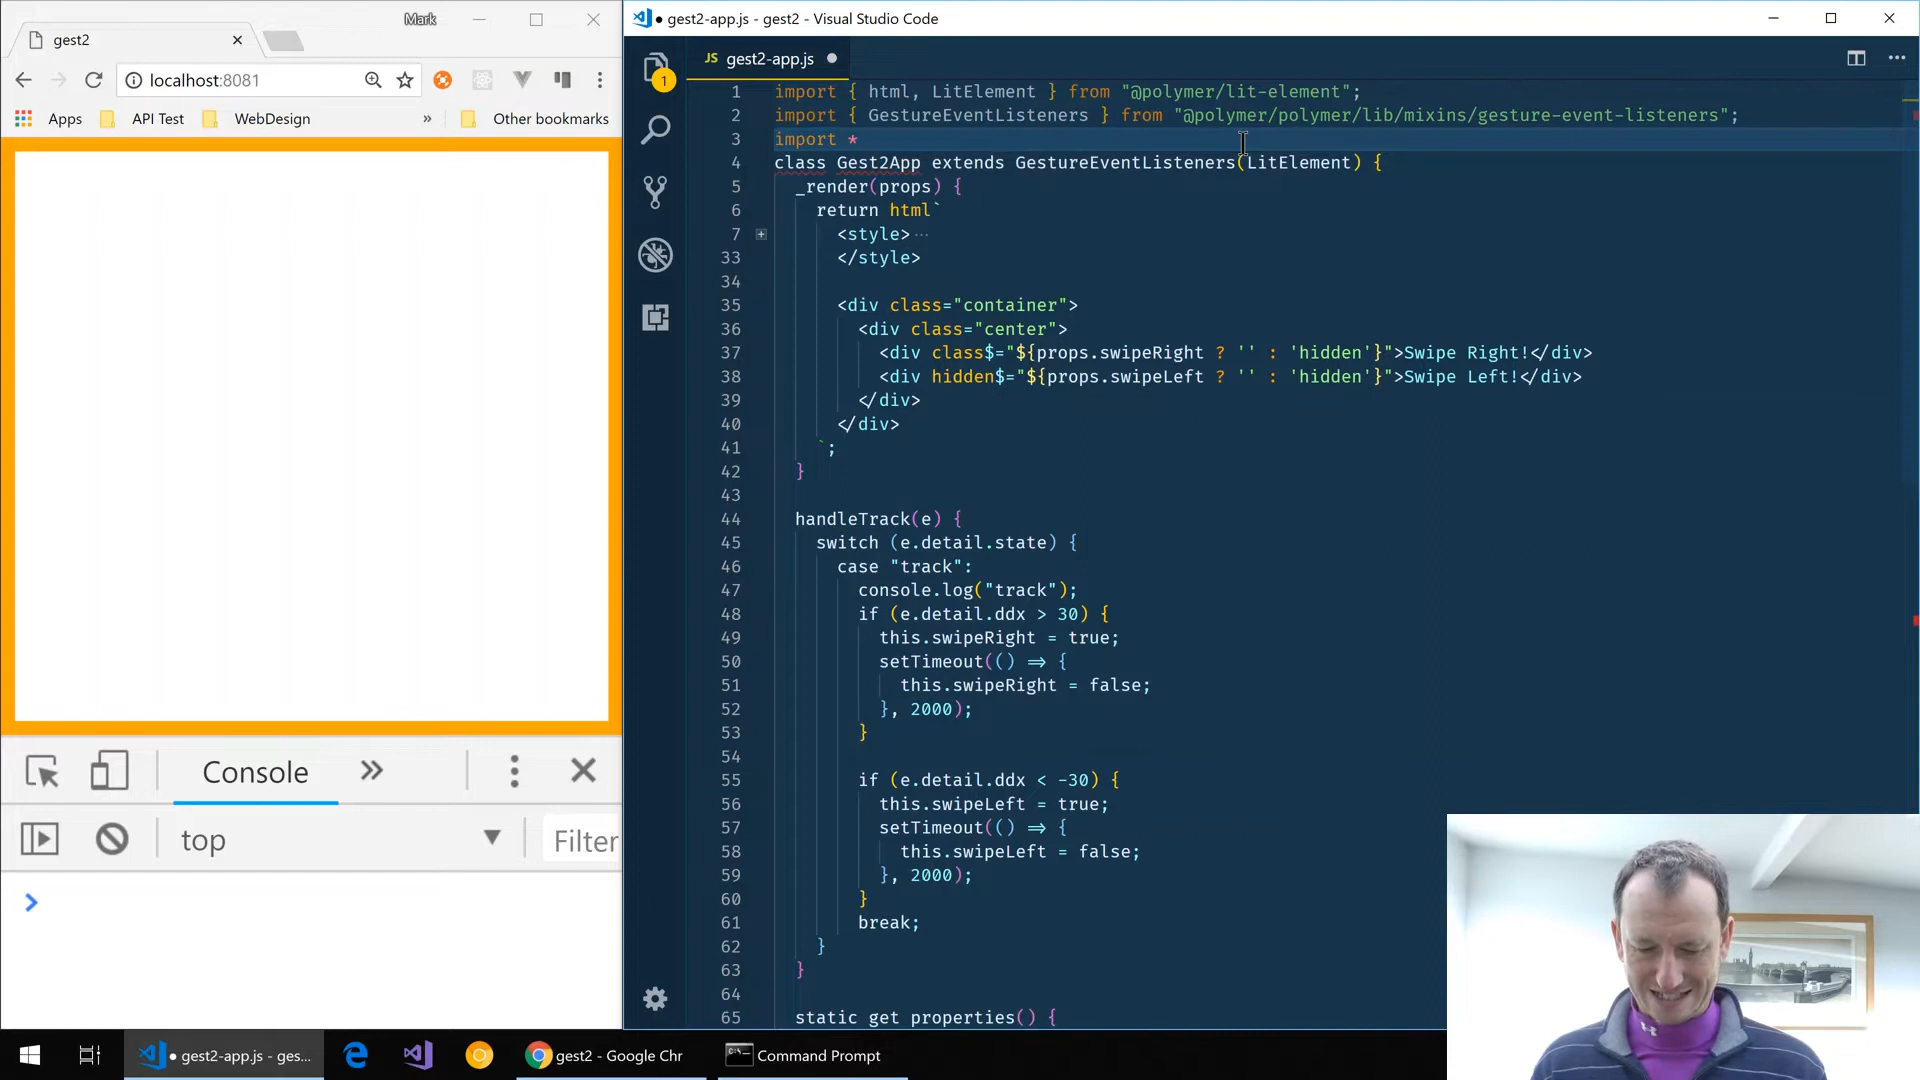 Mark
gest2
localhost:8081
Apps
API Test
WebDesign
»
Other bookmarks
Console
top
Filter
gest2-app.js - gest2 - Visual Studio Code
1
JS gest2-app.js
1 import { html, LitElement } from "@polymer/lit-element";
2 import { GestureEventListeners } from "@polymer/polymer/lib/mixins/gesture-event-listeners";
3 import *
4 class Gest2App extends GestureEventListeners(LitElement) {
5 _render(props) {
6 return html`
7 <style>···
33 </style>
34
35 <div class="container">
36 <div class="center">
37 <div class$="${props.swipeRight ? '' : 'hidden'}">Swipe Right!</div>
38 <div hidden$="${props.swipeLeft ? '' : 'hidden'}">Swipe Left!</div>
39 </div>
40 </div>
41 `;
42 }
43
44 handleTrack(e) {
45 switch (e.detail.state) {
46 case "track":
47 console.log("track");
48 if (e.detail.ddx > 30) {
49 this.swipeRight = true;
50 setTimeout(() => {
51 this.swipeRight = false;
52 }, 2000);
53 }
54
55 if (e.detail.ddx < -30) {
56 this.swipeLeft = true;
57 setTimeout(() => {
58 this.swipeLeft = false;
59 }, 2000);
60 }
61 break;
62 }
63 }
64
65 static get properties() {
gest2-app.js - ges...
gest2 - Google Chr
Command Prompt